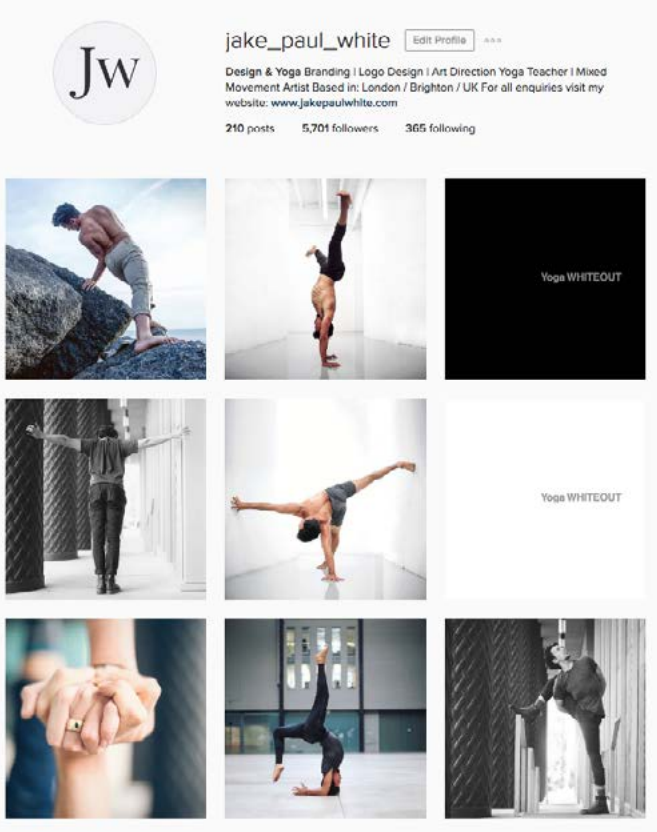 JW
jake_paul_white Edit Profile
Design & Yoga Branding | Logo Design | Art Direction Yoga Teacher | Mixed
Movement Artist Based in: London / Brighton / UK For all enquiries visit my
website: www.jakepaulwhite.com
210 posts 5,701 followers 365 following
Yoga WHITEOUT
Yoga WHITEOUT